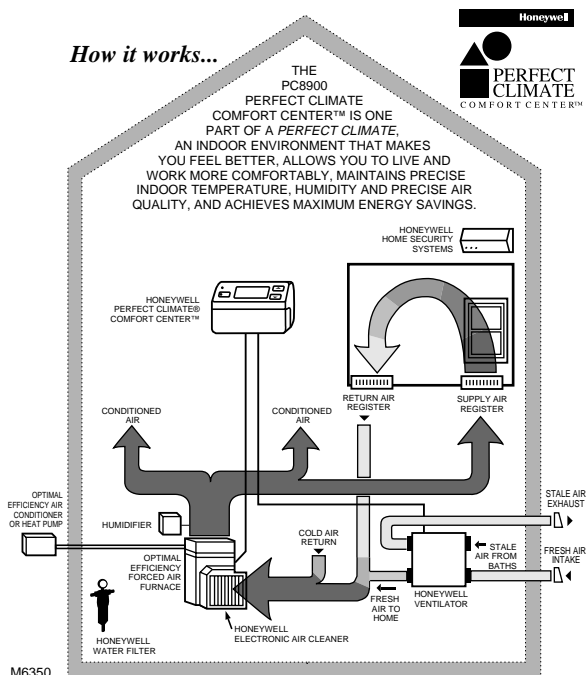 Honeywell
How it works...
PERFECT
CLIMATE
COMFORT CENTER™
THE
PC8900
PERFECT CLIMATE
COMFORT CENTER™ IS ONE
PART OF A PERFECT CLIMATE,
AN INDOOR ENVIRONMENT THAT MAKES
YOU FEEL BETTER, ALLOWS YOU TO LIVE AND
WORK MORE COMFORTABLY, MAINTAINS PRECISE
INDOOR TEMPERATURE, HUMIDITY AND PRECISE AIR
QUALITY, AND ACHIEVES MAXIMUM ENERGY SAVINGS.
HONEYWELL
HOME SECURITY
SYSTEMS
HONEYWELL
PERFECT CLIMATE®
COMFORT CENTER™
RETURN AIR
REGISTER
SUPPLY AIR
REGISTER
CONDITIONED
AIR
CONDITIONED
AIR
OPTIMAL
EFFICIENCY AIR
CONDITIONER
OR HEAT PUMP
HUMIDIFIER
STALE AIR
EXHAUST
COLD AIR
RETURN
STALE
AIR FROM
BATHS
FRESH AIR
INTAKE
OPTIMAL
EFFICIENCY
FORCED AIR
FURNACE
FRESH
AIR TO
HOME
HONEYWELL
VENTILATOR
HONEYWELL
WATER FILTER
HONEYWELL
ELECTRONIC AIR CLEANER
M6350